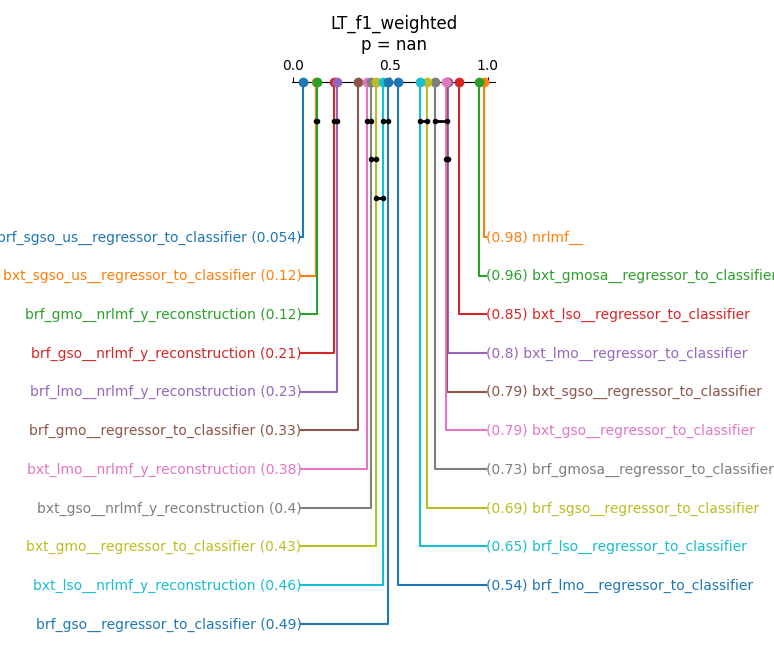 LT_f1_weighted
p = nan
0.0 0.5 1.0
brf_sgso_us__regressor_to_classifier (0.054)
(0.98) nrlmf__
bxt_sgso_us__regressor_to_classifier (0.12)
(0.96) bxt_gmosa__regressor_to_classifier
brf_gmo__nrlmf_y_reconstruction (0.12)
(0.85) bxt_lso__regressor_to_classifier
brf_gso__nrlmf_y_reconstruction (0.21)
(0.8) bxt_lmo__regressor_to_classifier
brf_lmo__nrlmf_y_reconstruction (0.23)
(0.79) bxt_sgso__regressor_to_classifier
brf_gmo__regressor_to_classifier (0.33)
(0.79) bxt_gso__regressor_to_classifier
bxt_lmo__nrlmf_y_reconstruction (0.38)
(0.73) brf_gmosa__regressor_to_classifier
bxt_gso__nrlmf_y_reconstruction (0.4)
(0.69) brf_sgso__regressor_to_classifier
bxt_gmo__regressor_to_classifier (0.43)
(0.65) brf_lso__regressor_to_classifier
bxt_lso__nrlmf_y_reconstruction (0.46)
(0.54) brf_lmo__regressor_to_classifier
brf_gso__regressor_to_classifier (0.49)